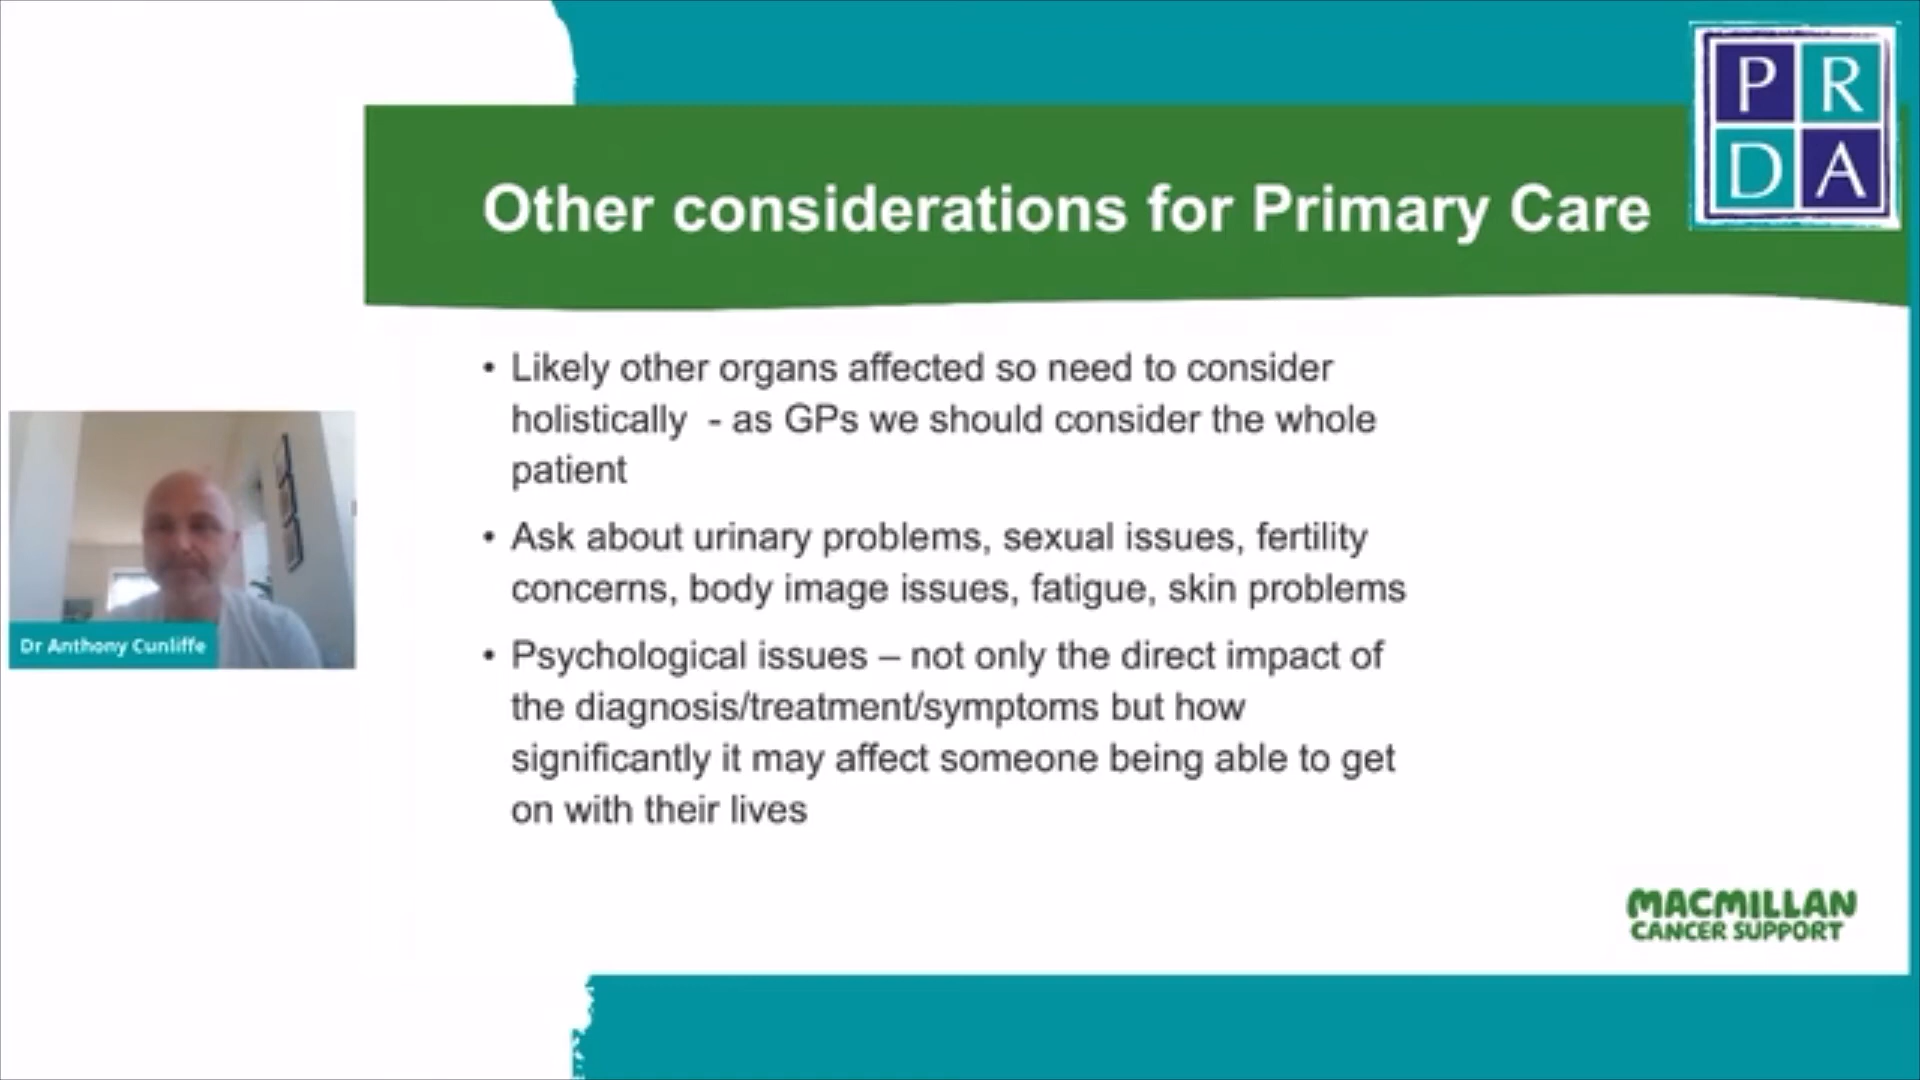 P R
D A
Other considerations for Primary Care
• Likely other organs affected so need to consider
holistically - as GPs we should consider the whole
patient
• Ask about urinary problems, sexual issues, fertility
concerns, body image issues, fatigue, skin problems
• Psychological issues – not only the direct impact of
the diagnosis/treatment/symptoms but how
significantly it may affect someone being able to get
on with their lives
Dr Anthony Cunliffe
MACMILLAN
CANCER SUPPORT